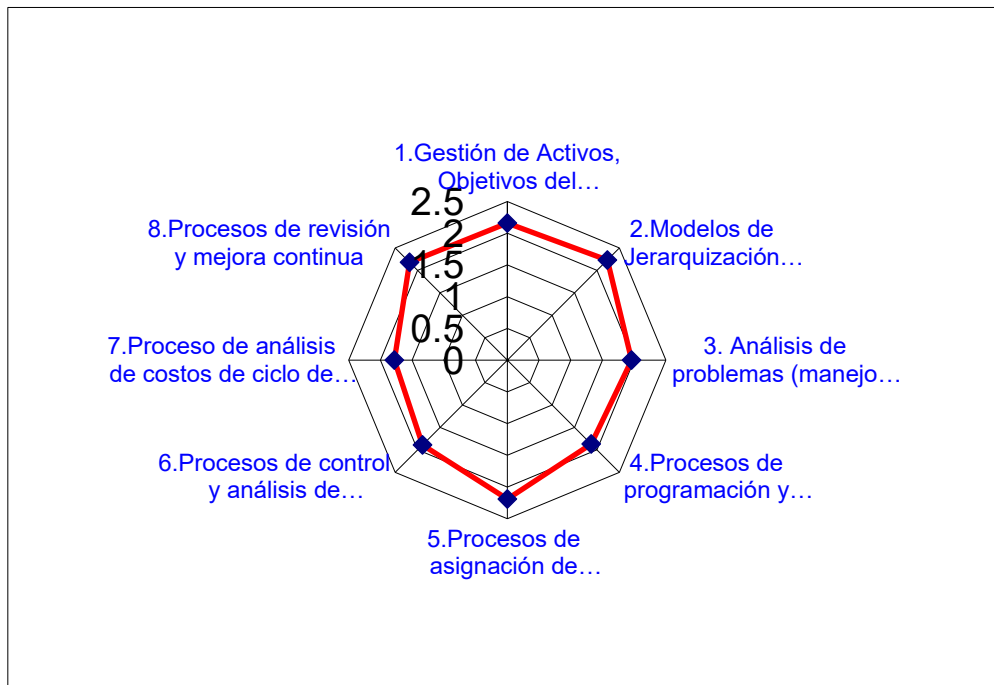 1.Gestión de Activos,
Objetivos del…
2.Modelos de
Jerarquización…
3. Análisis de
problemas (manejo…
4.Procesos de
programación y…
5.Procesos de
asignación de…
6.Procesos de control
y análisis de…
7.Proceso de análisis
de costos de ciclo de…
8.Procesos de revisión
y mejora continua
2.5
2
1.5
1
0.5
0